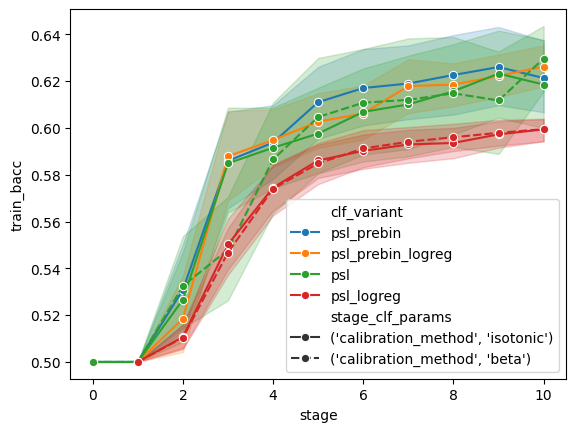 0.64
0.62
0.60
0.58
0.56
0.54
0.52
0.50
train_bacc
0 2 4 6 8 10
stage
clf_variant
psl_prebin
psl_prebin_logreg
psl
psl_logreg
stage_clf_params
('calibration_method', 'isotonic')
('calibration_method', 'beta')